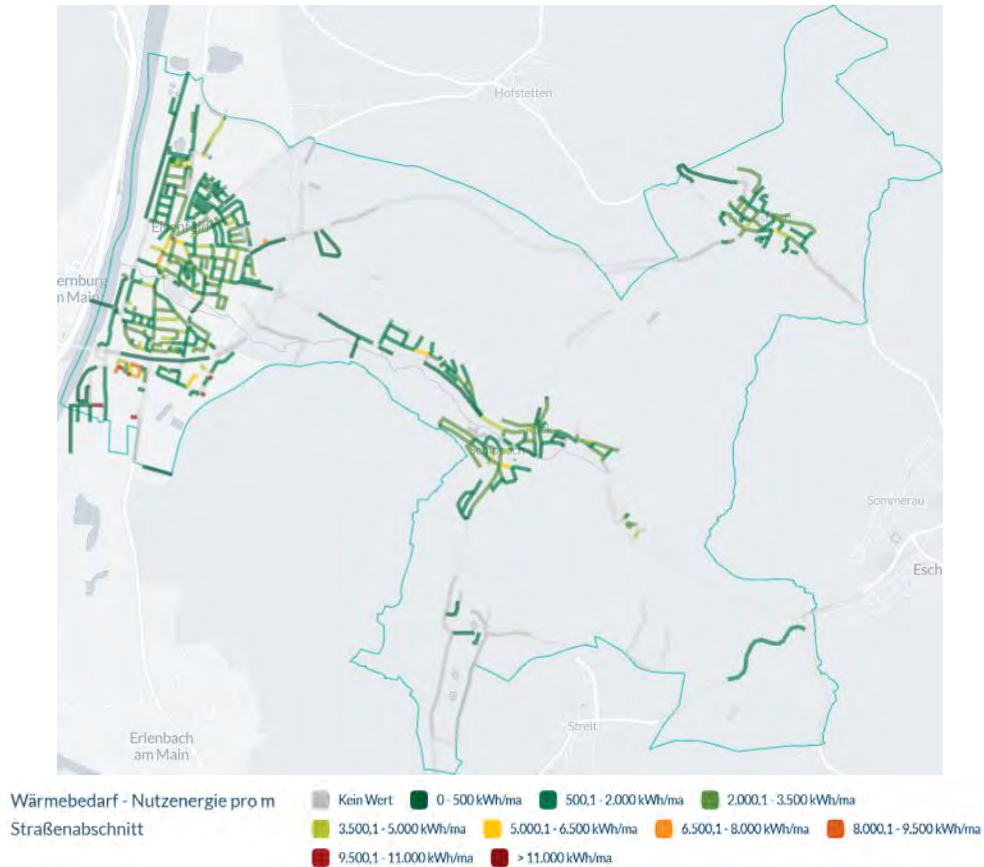 Hofstetten
m Main
Sommerau
Esch
Streit
Erlenbach
am Main
Wärmebedarf - Nutzenergie pro m
Straßenabschnitt
Kein Wert
0 - 500 kWh/ma
500,1 - 2.000 kWh/ma
2.000,1 - 3.500 kWh/ma
3.500,1 - 5.000 kWh/ma
5.000,1 - 6.500 kWh/ma
6.500,1 - 8.000 kWh/ma
8.000,1 - 9.500 kWh/ma
9.500,1 - 11.000 kWh/ma
> 11.000 kWh/ma